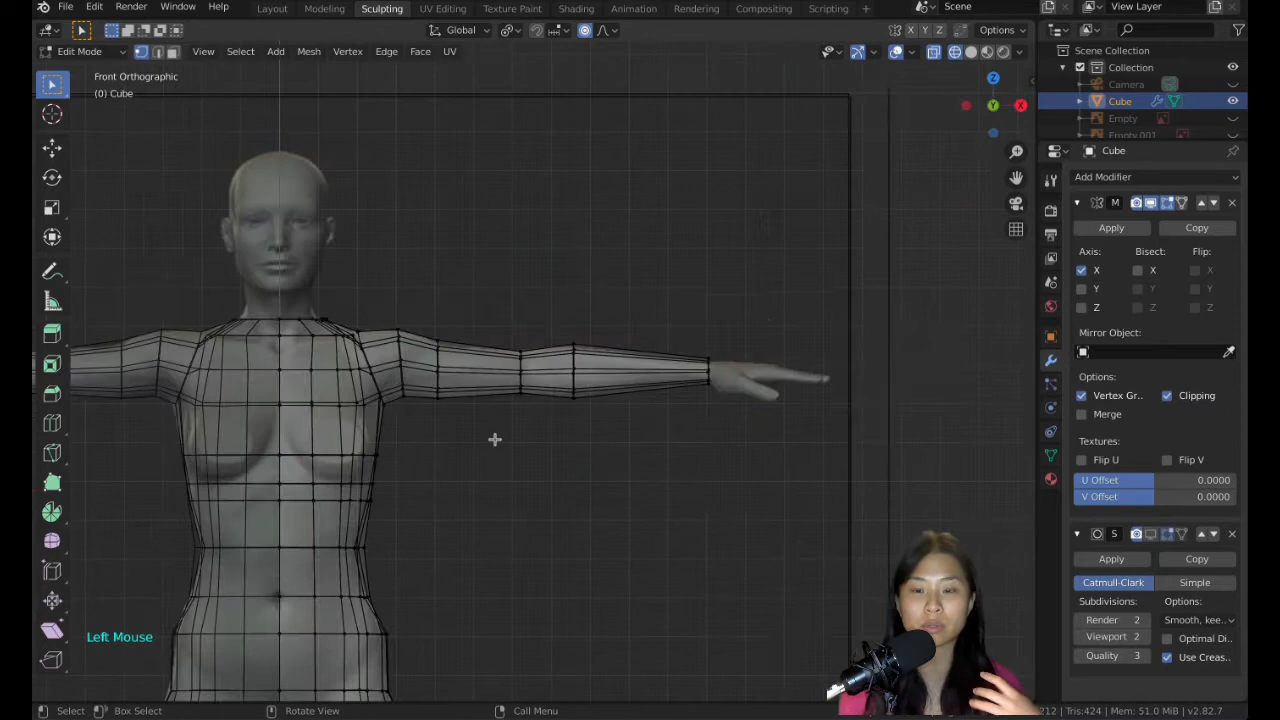 File Edit Render Window Help Layout Modeling Sculpting UV Editing Texture Paint Shading Animation Rendering Compositing Scripting + Scene View Layer
Global Options
Edit Mode View Select Add Mesh Vertex Edge Face UV
X Y Z
Front Orthographic
(0) Cube
Z
Y
X
Left Mouse
Scene Collection
Collection
Camera
Cube
Empty
Empty.001
Cube
Add Modifier
M
Apply Copy
Axis: Bisect: Flip:
X X X
Y Y Y
Z Z Z
Mirror Object:
Options:
Vertex Gr.. Clipping
Merge
Textures:
Flip U Flip V
U Offset 0.0000
V Offset 0.0000
S
Apply Copy
Catmull-Clark Simple
Subdivisions: Options:
Render 2 Smooth, kee..
Viewport 2 Optimal Di..
Quality 3 Use Creas..
Select Box Select Rotate View Call Menu 212 | Tris:424 | Mem: 51.0 MiB | v2.82.7